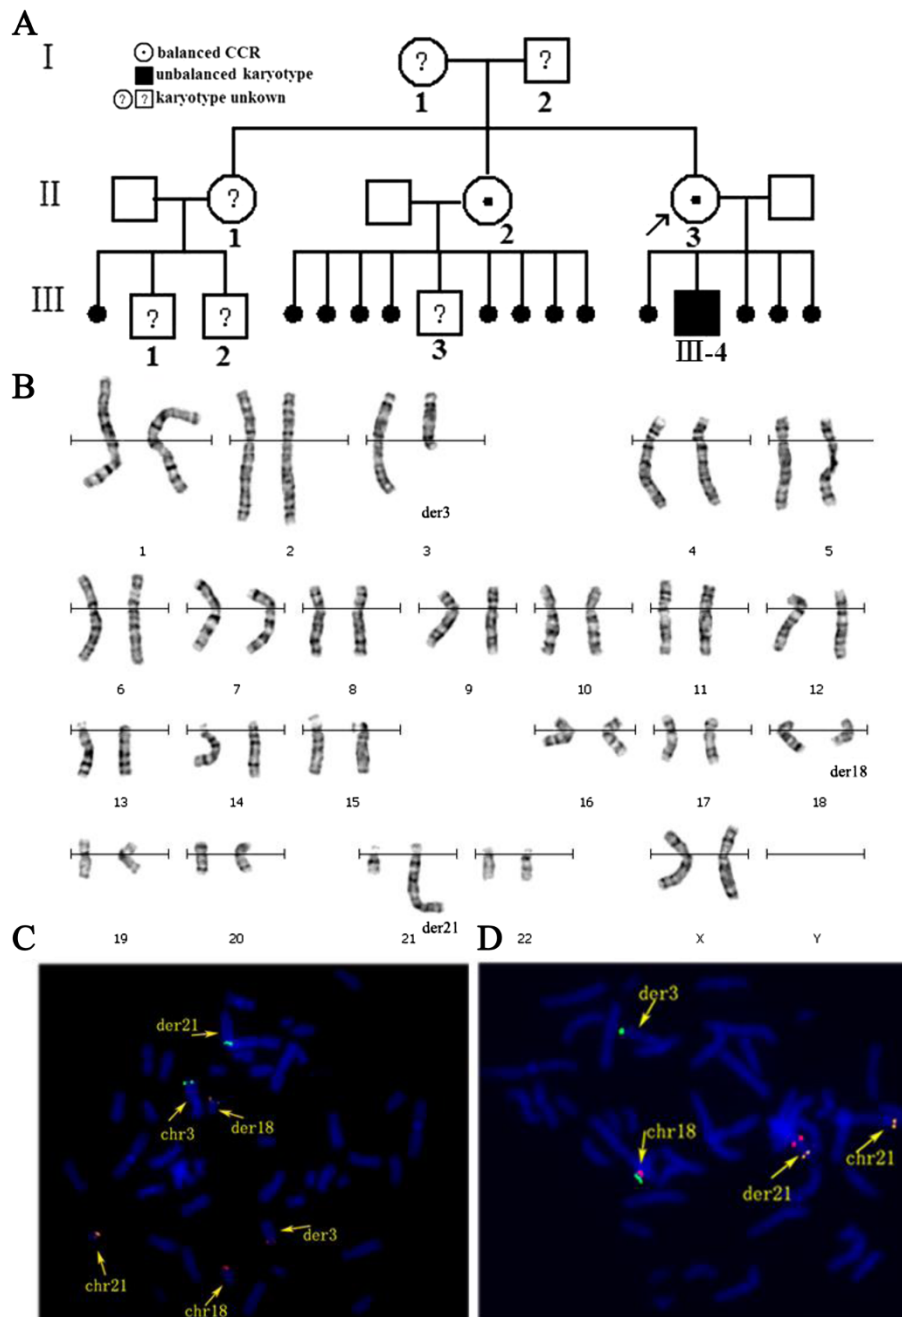 A
I
balanced CCR
unbalanced karyotype
? ? karyotype unkown
? ?
1 2
II
?
1 2 3
III
? ? ?
1 2 3 III-4
B
der3
1 2 3 4 5
6 7 8 9 10 11 12
der18
13 14 15 16 17 18
der21
19 20 21 22 X Y
C D
der21
chr3
der18
der3
chr21
chr18
der3
chr18
chr21
der21